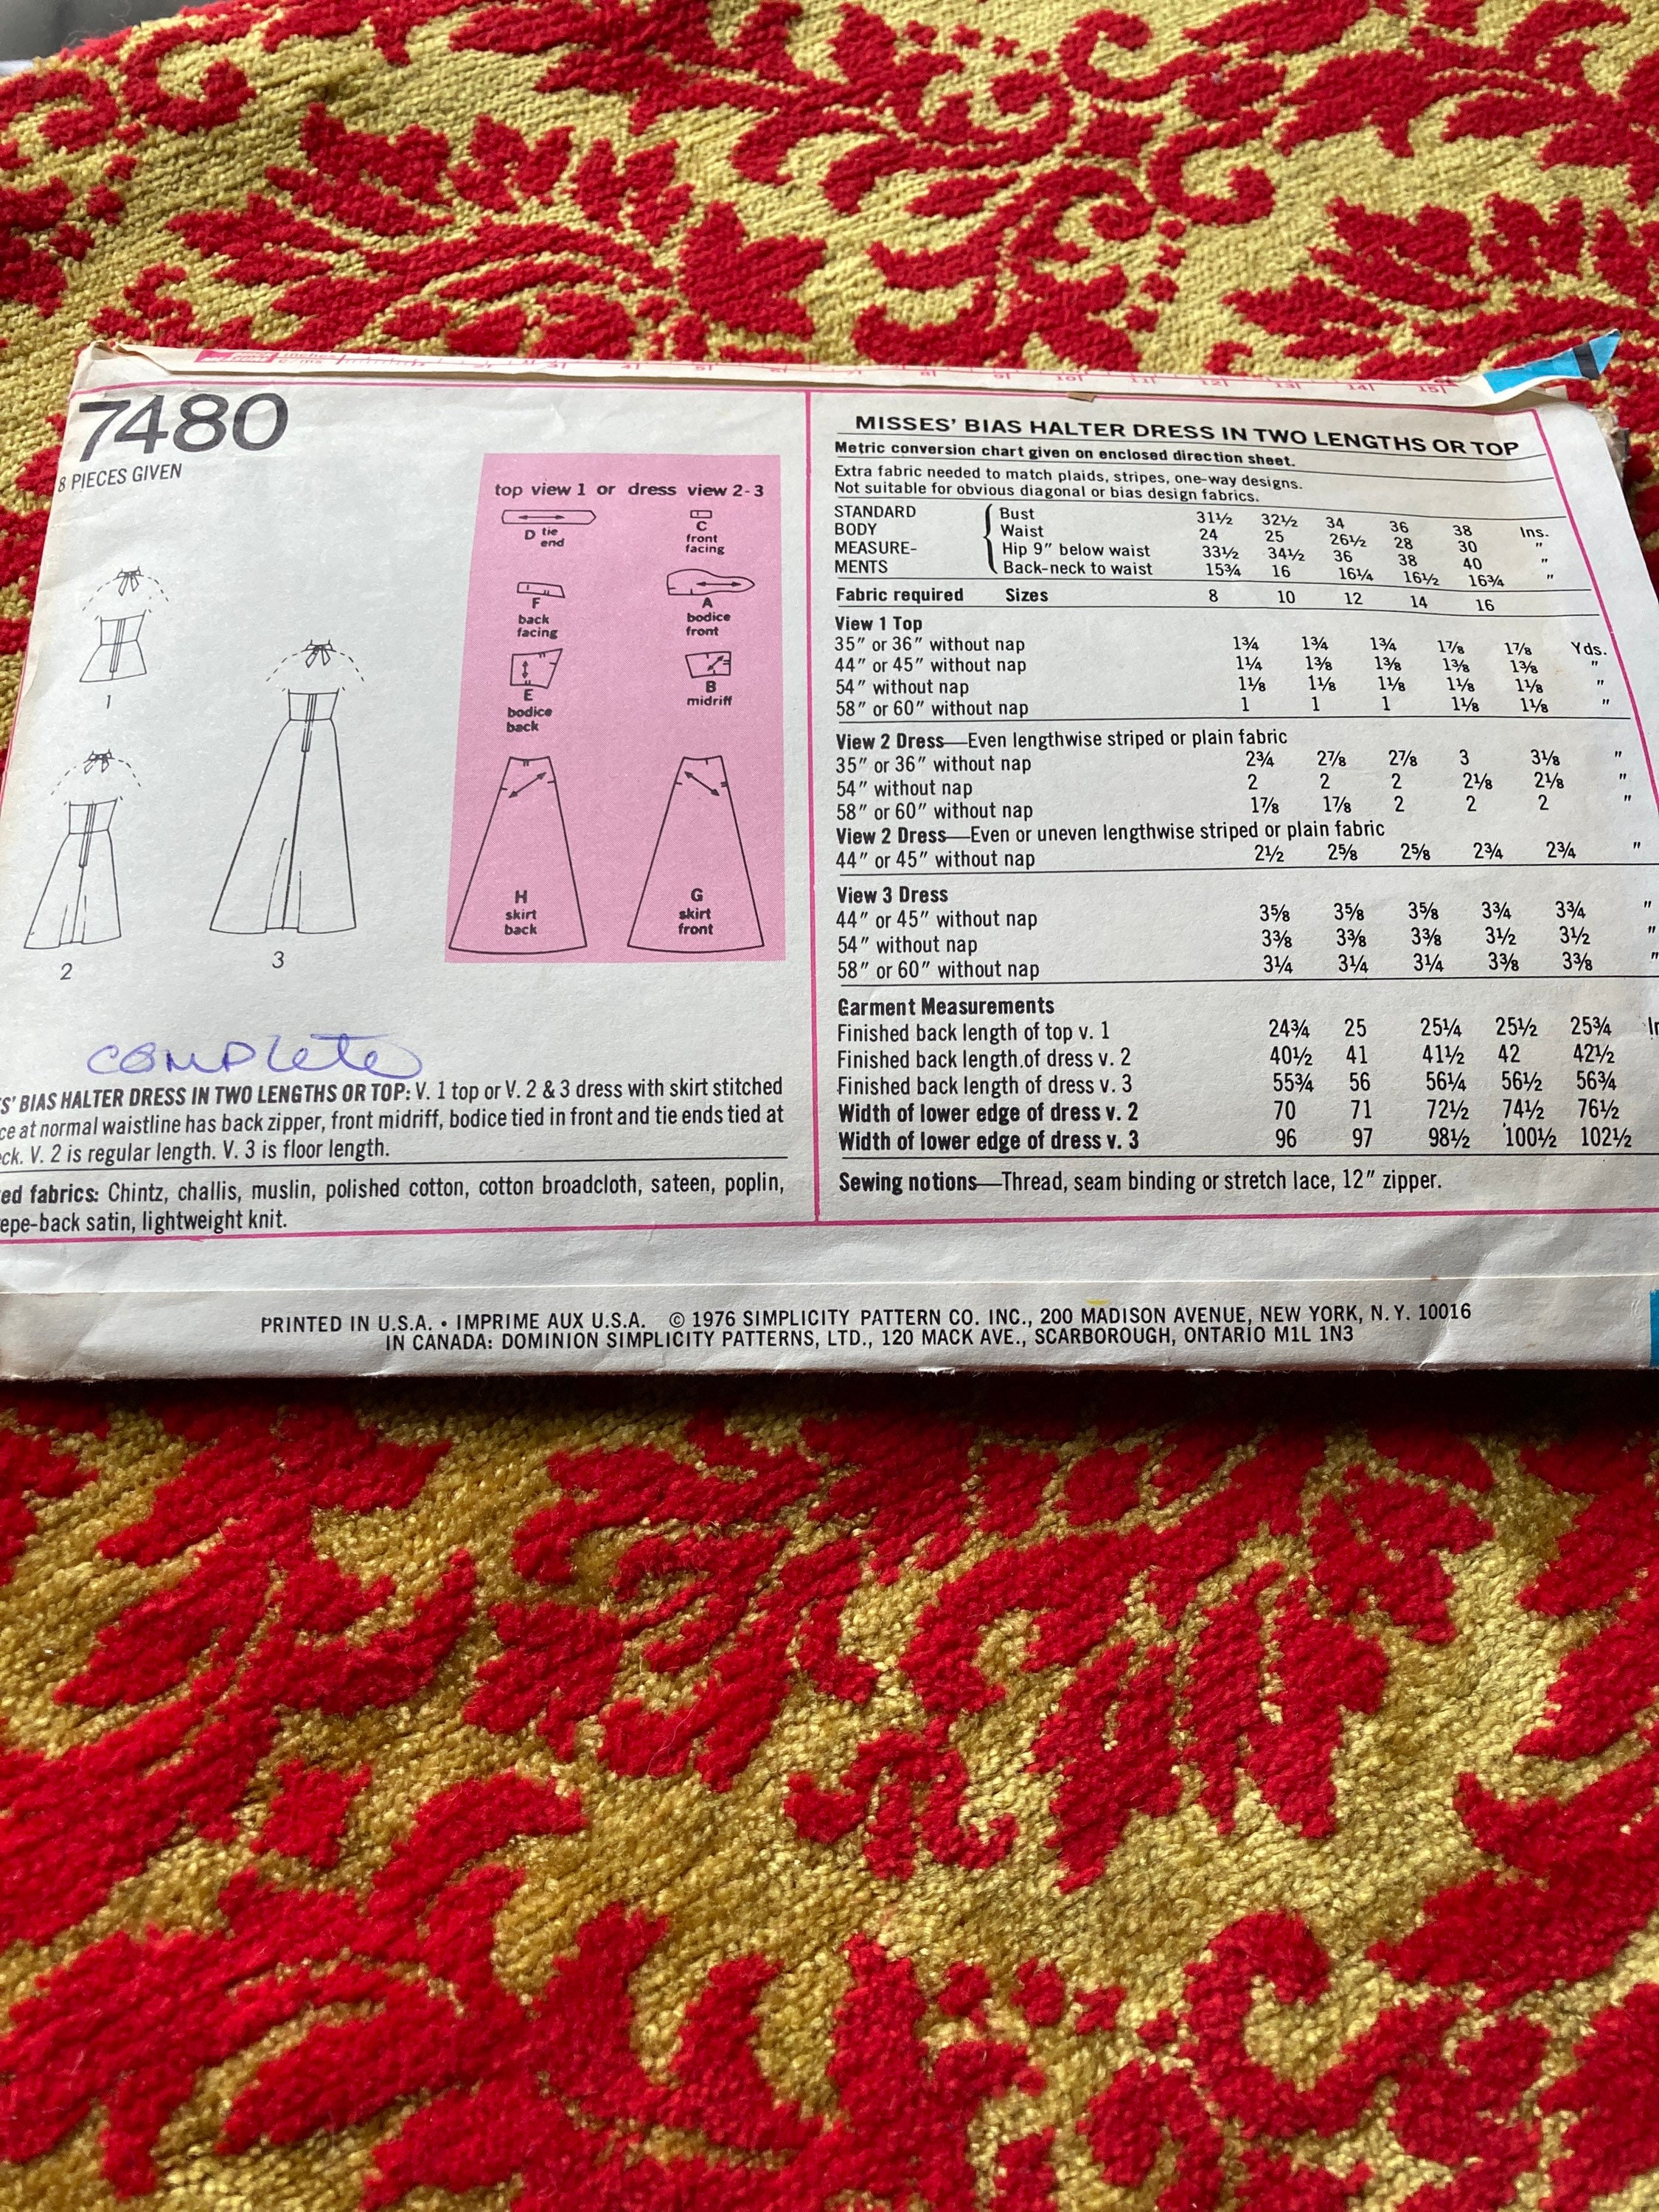 inches
cms
2 3 4 5 6 7 8 9 10 11 12 13 14 15
7480
8 PIECES GIVEN
1
2
3
top view 1 or dress view 2-3
D tie end
C front facing
F back facing
A bodice front
E bodice back
B midriff
H skirt back
G skirt front
COMPLete
S' BIAS HALTER DRESS IN TWO LENGTHS OR TOP: V. 1 top or V. 2 & 3 dress with skirt stitched
ce at normal waistline has back zipper, front midriff, bodice tied in front and tie ends tied at
ck. V. 2 is regular length. V. 3 is floor length.
ed fabrics: Chintz, challis, muslin, polished cotton, cotton broadcloth, sateen, poplin,
epe-back satin, lightweight knit.
MISSES' BIAS HALTER DRESS IN TWO LENGTHS OR TOP
Metric conversion chart given on enclosed direction sheet.
Extra fabric needed to match plaids, stripes, one-way designs.
Not suitable for obvious diagonal or bias design fabrics.
STANDARD Bust 31½ 32½ 34 36 38 Ins.
BODY Waist 24 25 26½ 28 30 "
MEASURE- Hip 9" below waist 33½ 34½ 36 38 40 "
MENTS Back-neck to waist 15¾ 16 16¼ 16½ 16¾ "
Fabric required Sizes 8 10 12 14 16
View 1 Top
35" or 36" without nap 1¾ 1¾ 1¾ 1⅞ 1⅞ Yds.
44" or 45" without nap 1¼ 1⅜ 1⅜ 1⅜ 1⅜ "
54" without nap 1⅛ 1⅛ 1⅛ 1⅛ 1⅛ "
58" or 60" without nap 1 1 1 1⅛ 1⅛ "
View 2 Dress—Even lengthwise striped or plain fabric
35" or 36" without nap 2¾ 2⅞ 2⅞ 3 3⅛ "
54" without nap 2 2 2 2⅛ 2⅛ "
58" or 60" without nap 1⅞ 1⅞ 2 2 2 "
View 2 Dress—Even or uneven lengthwise striped or plain fabric
44" or 45" without nap 2½ 2⅝ 2⅝ 2¾ 2¾ "
View 3 Dress
44" or 45" without nap 3⅝ 3⅝ 3⅝ 3¾ 3¾ "
54" without nap 3⅜ 3⅜ 3⅜ 3½ 3½ "
58" or 60" without nap 3¼ 3¼ 3¼ 3⅜ 3⅜ "
Garment Measurements
Finished back length of top v. 1 24¾ 25 25¼ 25½ 25¾ In
Finished back length of dress v. 2 40½ 41 41½ 42 42½
Finished back length of dress v. 3 55¾ 56 56¼ 56½ 56¾
Width of lower edge of dress v. 2 70 71 72½ 74½ 76½
Width of lower edge of dress v. 3 96 97 98½ 100½ 102½
Sewing notions—Thread, seam binding or stretch lace, 12" zipper.
PRINTED IN U.S.A. • IMPRIME AUX U.S.A. © 1976 SIMPLICITY PATTERN CO. INC., 200 MADISON AVENUE, NEW YORK, N.Y. 10016
IN CANADA: DOMINION SIMPLICITY PATTERNS, LTD., 120 MACK AVE., SCARBOROUGH, ONTARIO M1L 1N3